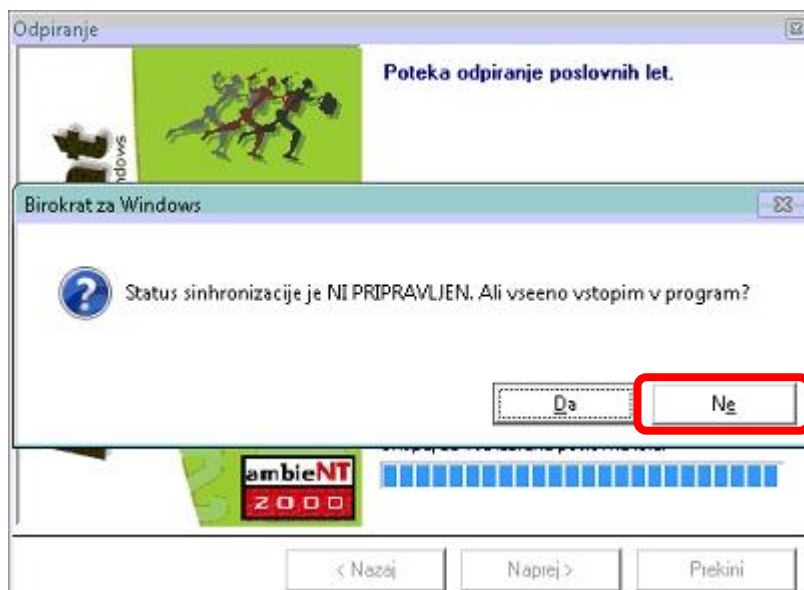 Odpiranje
Poteka odpiranje poslovnih let.
Birokrat za Windows
Status sinhronizacije je NI PRIPRAVLJEN. Ali vseeno vstopim v program?
Da
Ne
ambieNT
2000
< Nazaj
Naprej >
Prekini